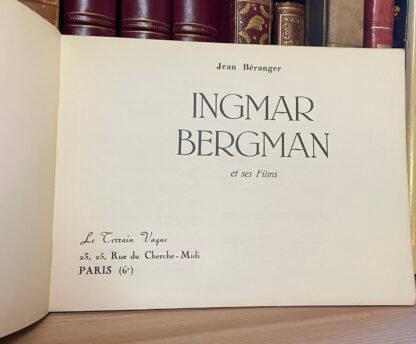 Jean Béranger
INGMAR
BERGMAN
et ses Films
Le Terrain Vague
23, 25, Rue du Cherche-Midi
PARIS (6e)